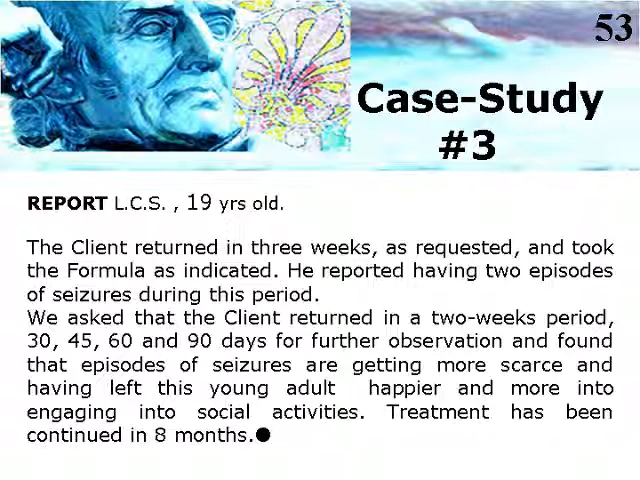 53
Case-Study
#3
REPORT L.C.S. , 19 yrs old.
The Client returned in three weeks, as requested, and took
the Formula as indicated. He reported having two episodes
of seizures during this period.
We asked that the Client returned in a two-weeks period,
30, 45, 60 and 90 days for further observation and found
that episodes of seizures are getting more scarce and
having left this young adult happier and more into
engaging into social activities. Treatment has been
continued in 8 months.●